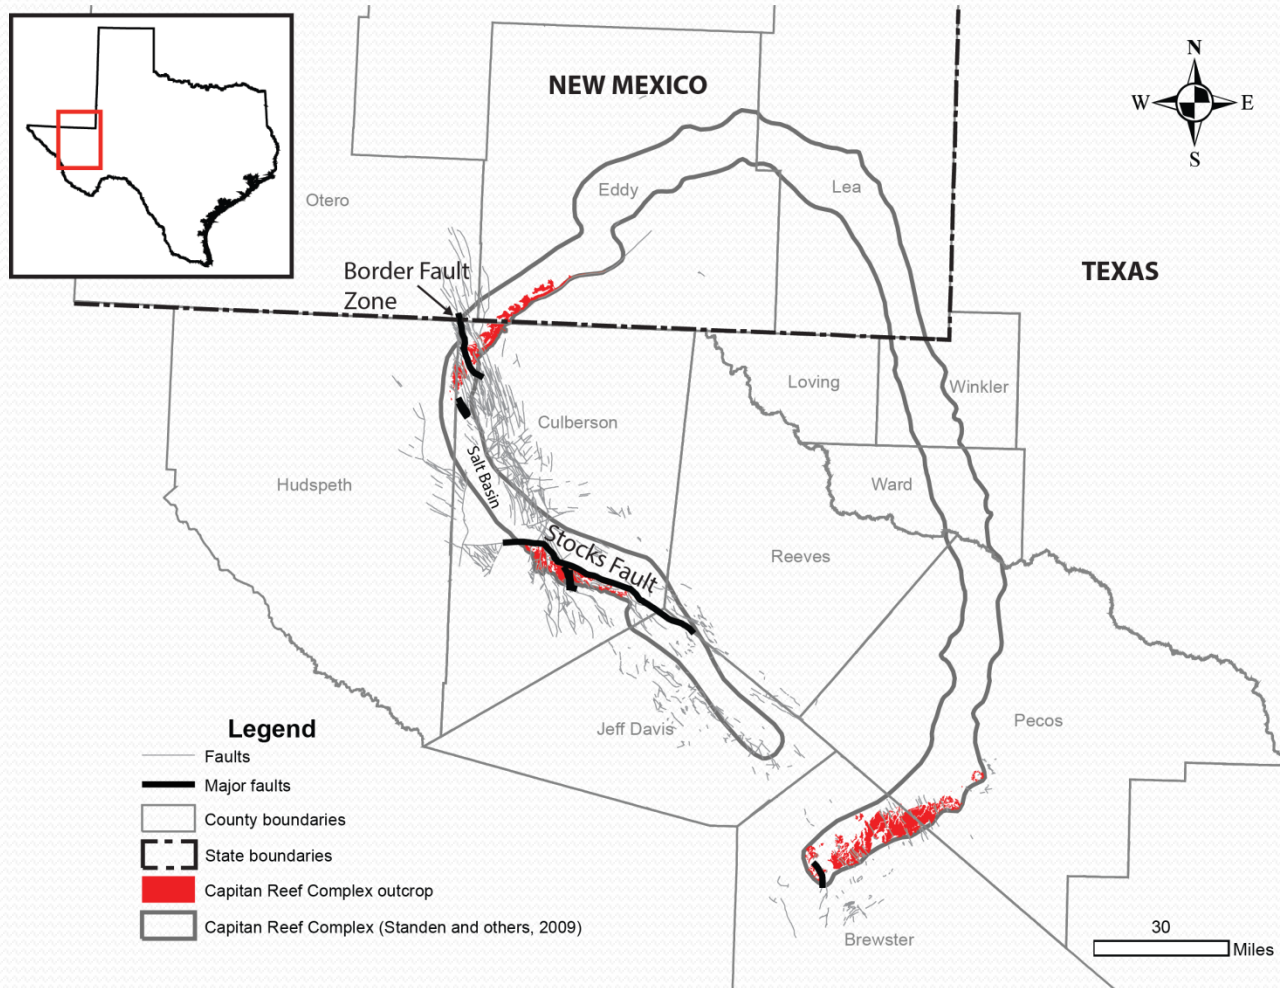 NEW MEXICO
N
W
E
S
Eddy
Lea
Otero
Border Fault
Zone
TEXAS
Loving
Winkler
Culberson
Salt Basin
Hudspeth
Ward
Stocks Fault
Reeves
Pecos
Jeff Davis
Legend
Faults
Major faults
County boundaries
State boundaries
Capitan Reef Complex outcrop
Capitan Reef Complex (Standen and others, 2009)
Brewster
30
Miles